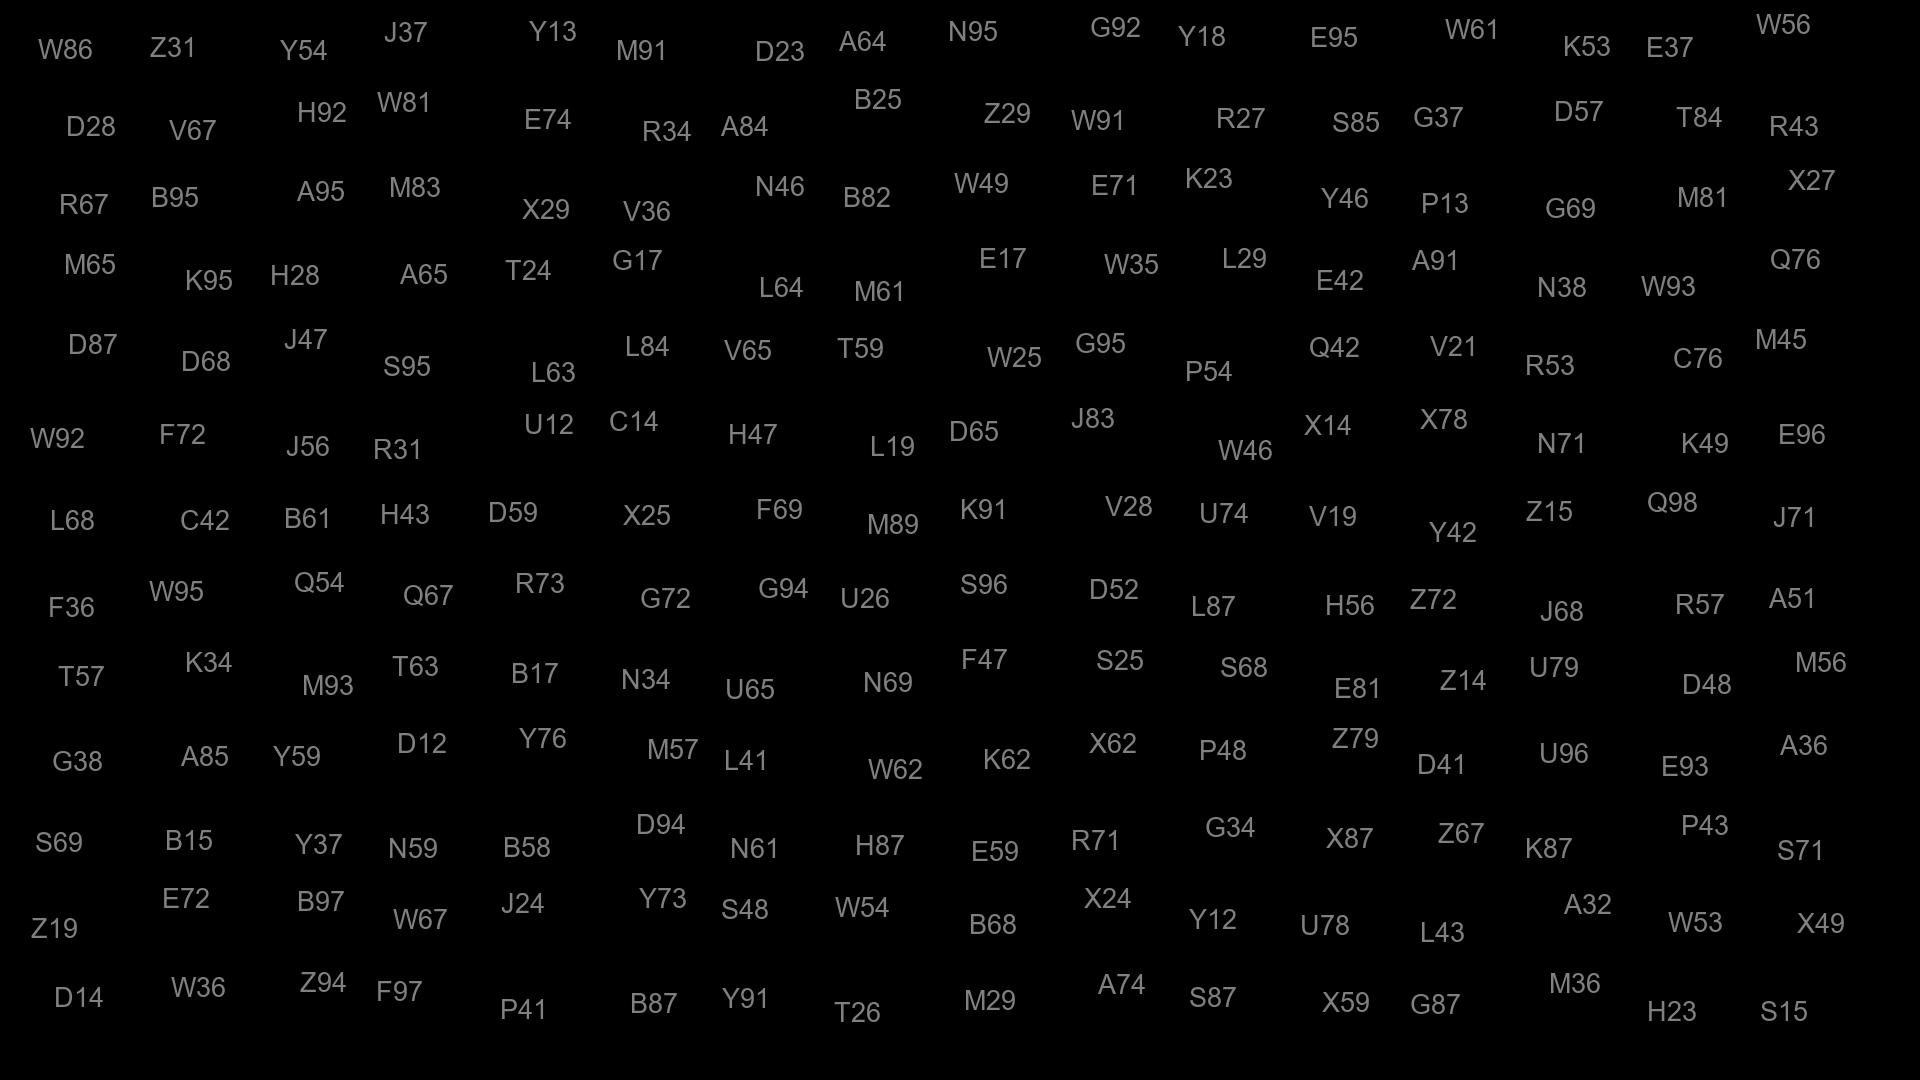 W86 Z31 Y54 J37 Y13 M91 D23 A64 N95 G92 Y18 E95 W61 K53 E37 W56
D28 V67 H92 W81 E74 R34 A84 B25 Z29 W91 R27 S85 G37 D57 T84 R43
R67 B95 A95 M83 X29 V36 N46 B82 W49 E71 K23 Y46 P13 G69 M81 X27
M65 K95 H28 A65 T24 G17 L64 M61 E17 W35 L29 E42 A91 N38 W93 Q76
D87 D68 J47 S95 L63 L84 V65 T59 W25 G95 P54 Q42 V21 R53 C76 M45
W92 F72 J56 R31 U12 C14 H47 L19 D65 J83 W46 X14 X78 N71 K49 E96
L68 C42 B61 H43 D59 X25 F69 M89 K91 V28 U74 V19 Y42 Z15 Q98 J71
F36 W95 Q54 Q67 R73 G72 G94 U26 S96 D52 L87 H56 Z72 J68 R57 A51
T57 K34 M93 T63 B17 N34 U65 N69 F47 S25 S68 E81 Z14 U79 D48 M56
G38 A85 Y59 D12 Y76 M57 L41 W62 K62 X62 P48 Z79 D41 U96 E93 A36
S69 B15 Y37 N59 B58 D94 N61 H87 E59 R71 G34 X87 Z67 K87 P43 S71
Z19 E72 B97 W67 J24 Y73 S48 W54 B68 X24 Y12 U78 L43 A32 W53 X49
D14 W36 Z94 F97 P41 B87 Y91 T26 M29 A74 S87 X59 G87 M36 H23 S15